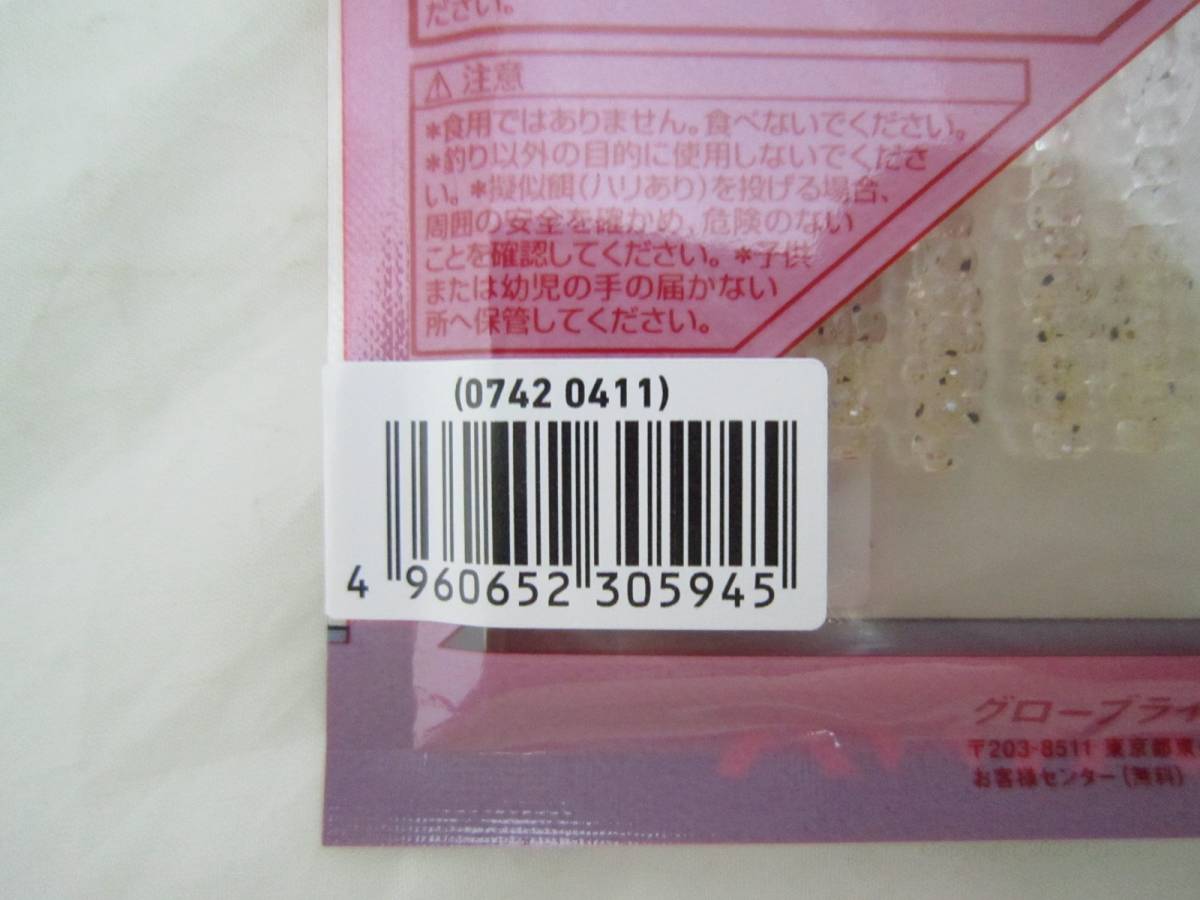 ださい。
⚠ 注意
*食用ではありません。食べないでください。
*釣り以外の目的に使用しないでくださ
い。*擬似餌(ハリあり)を投げる場合、
周囲の安全を確かめ、危険のない
ことを確認してください。*子供
または幼児の手の届かない
所へ保管してください。
(0742 0411)
4 960652 305945
グローブライ
〒203-8511 東京都東
お客様センター(無料)